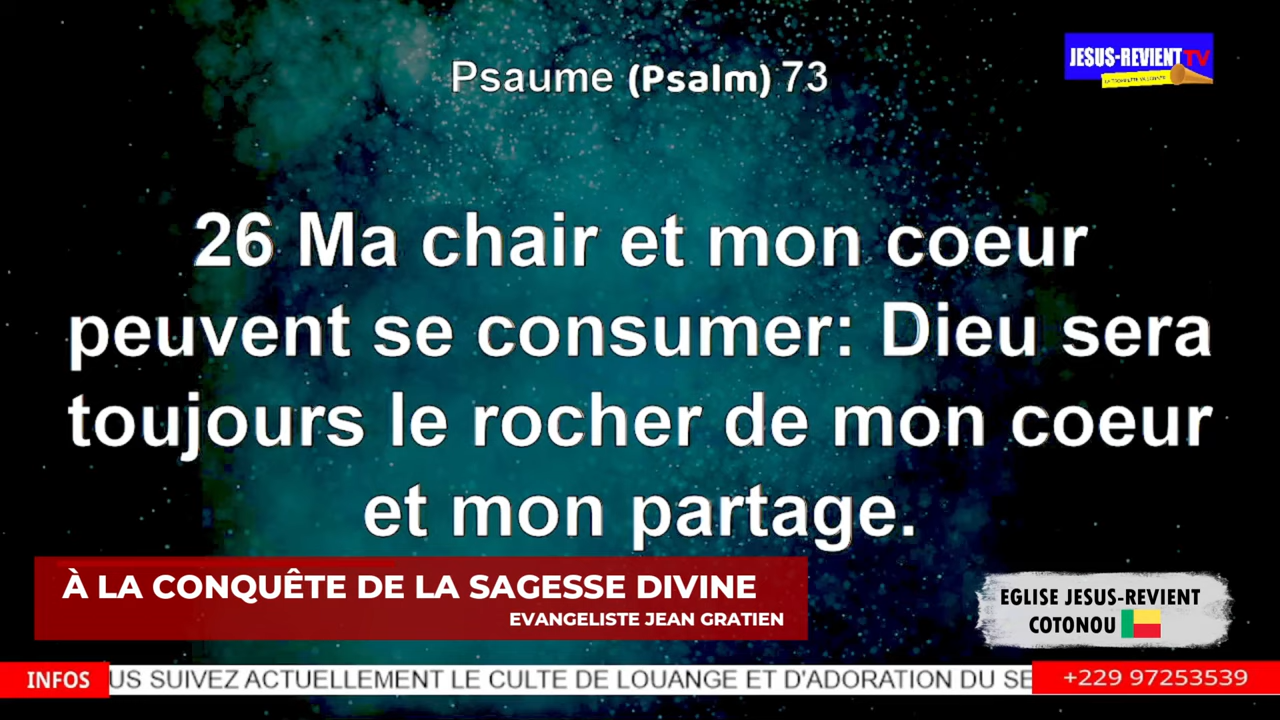 Psaume (Psalm) 73
JESUS-REVIENT TV
26 Ma chair et mon coeur
peuvent se consumer: Dieu sera
toujours le rocher de mon coeur
et mon partage.
À LA CONQUÊTE DE LA SAGESSE DIVINE
EVANGELISTE JEAN GRATIEN
EGLISE JESUS-REVIENT
COTONOU
INFOS US SUIVEZ ACTUELLEMENT LE CULTE DE LOUANGE ET D'ADORATION DU SE +229 97253539